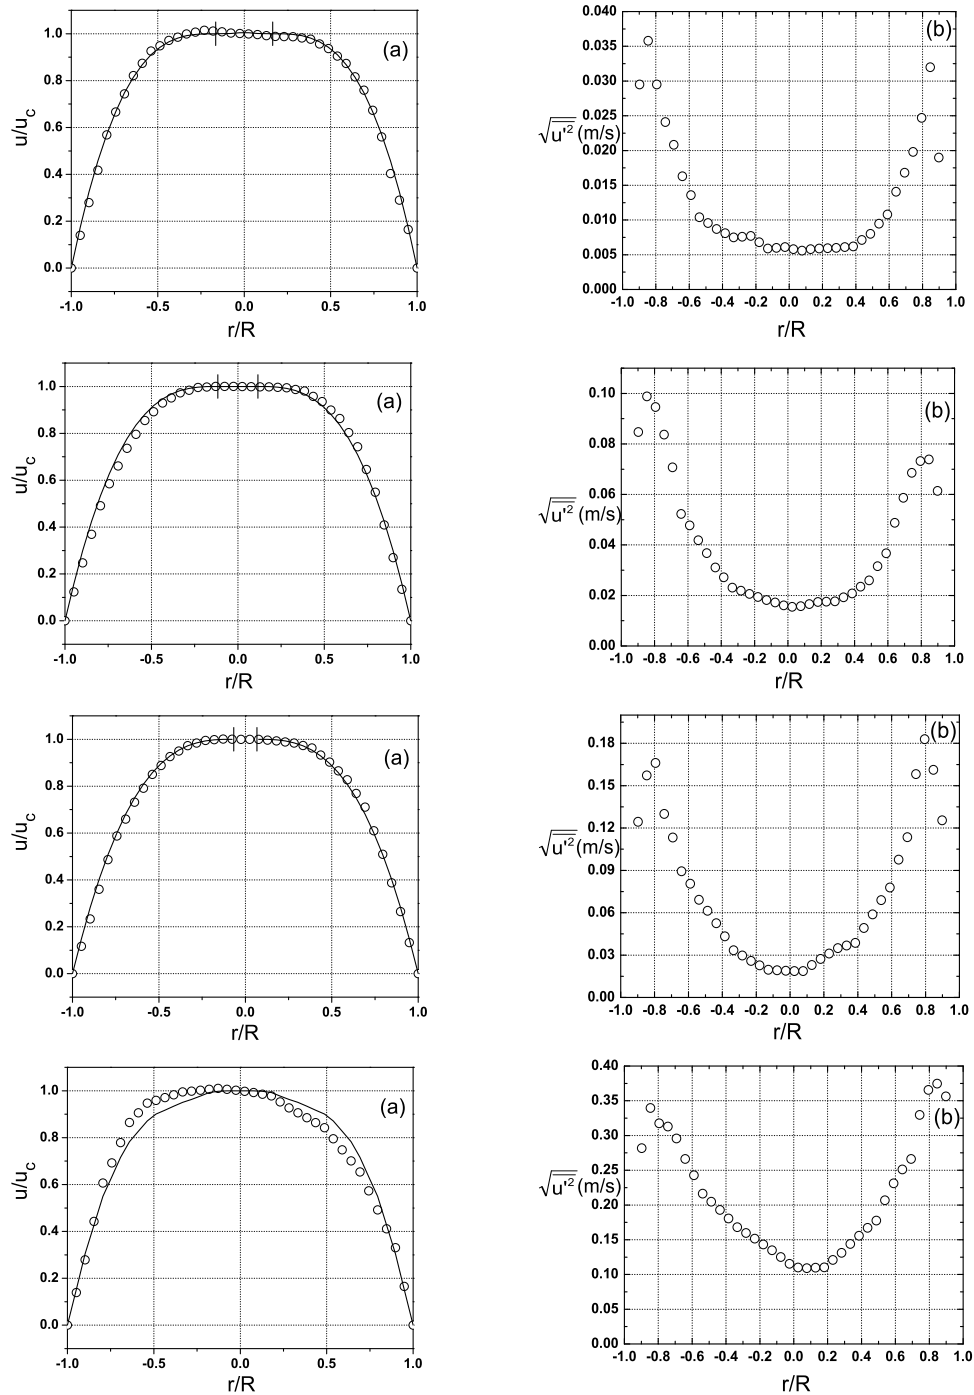 1.0
0.8
0.6
0.4
0.2
0.0
u/u_c
(a)
-1.0 -0.5 0.0 0.5 1.0
r/R
0.040
0.035
0.030
0.025
0.020
0.015
0.010
0.005
0.000
√u'² (m/s)
(b)
-1.0 -0.8 -0.6 -0.4 -0.2 0.0 0.2 0.4 0.6 0.8 1.0
r/R
1.0
0.8
0.6
0.4
0.2
0.0
u/u_c
(a)
-1.0 -0.5 0.0 0.5 1.0
r/R
0.10
0.08
0.06
0.04
0.02
0.00
√u'² (m/s)
(b)
-1.0 -0.8 -0.6 -0.4 -0.2 0.0 0.2 0.4 0.6 0.8 1.0
r/R
1.0
0.8
0.6
0.4
0.2
0.0
u/u_c
(a)
-1.0 -0.5 0.0 0.5 1.0
r/R
0.18
0.15
0.12
0.09
0.06
0.03
0.00
√u'² (m/s)
(b)
-1.0 -0.8 -0.6 -0.4 -0.2 0.0 0.2 0.4 0.6 0.8 1.0
r/R
1.0
0.8
0.6
0.4
0.2
0.0
u/u_c
(a)
-1.0 -0.5 0.0 0.5 1.0
r/R
0.40
0.35
0.30
0.25
0.20
0.15
0.10
0.05
0.00
√u'² (m/s)
(b)
-1.0 -0.8 -0.6 -0.4 -0.2 0.0 0.2 0.4 0.6 0.8 1.0
r/R